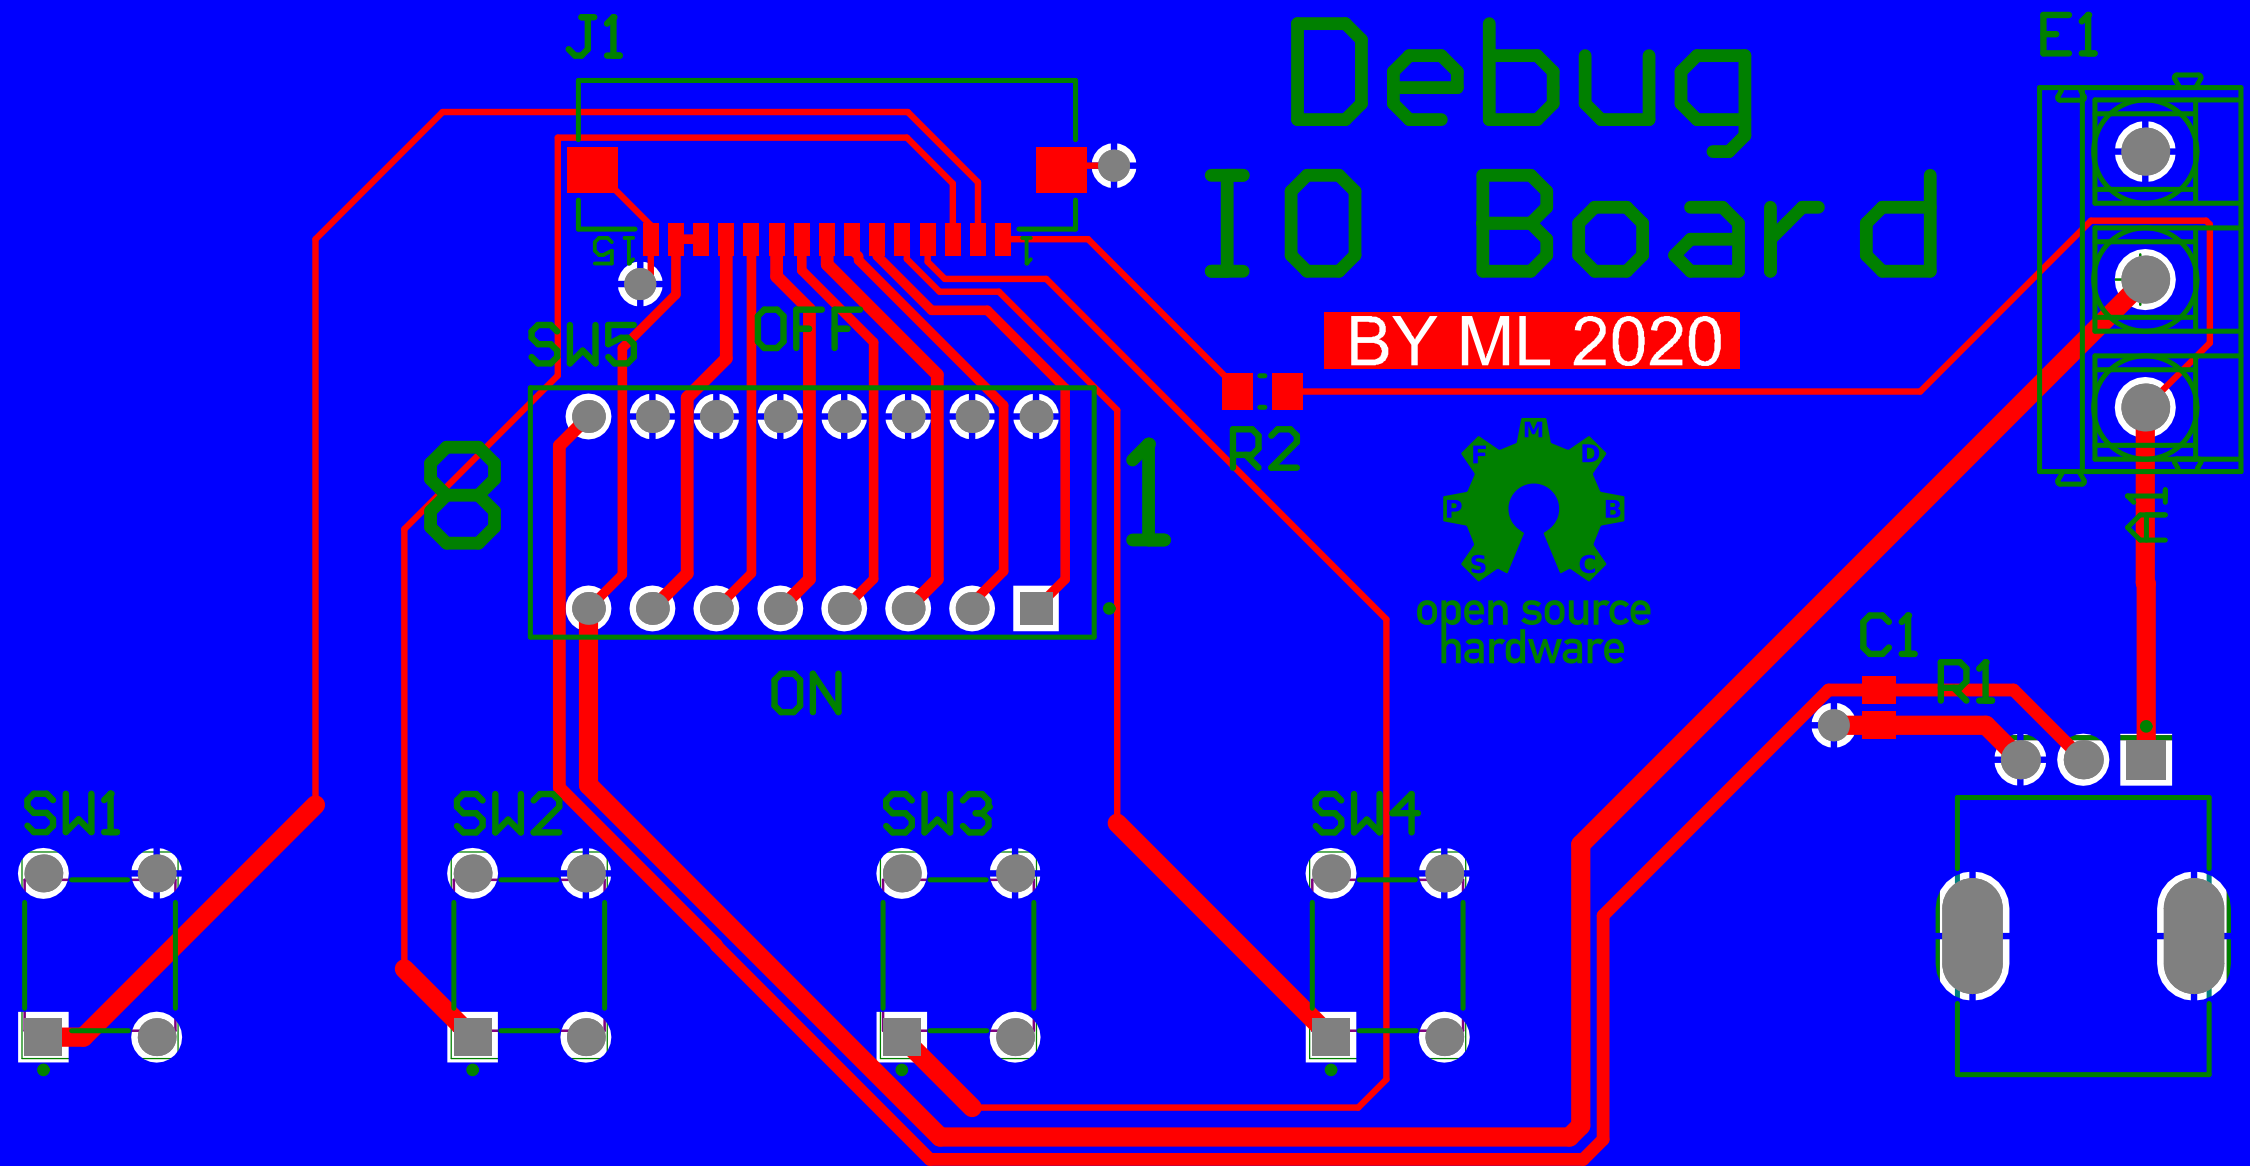 J1
Debug
E1
IO Board
15
1
BY ML 2020
SW5
OFF
8
1
R2
F M D
P B
S C
A1
open source
hardware
C1
R1
ON
SW1
SW2
SW3
SW4